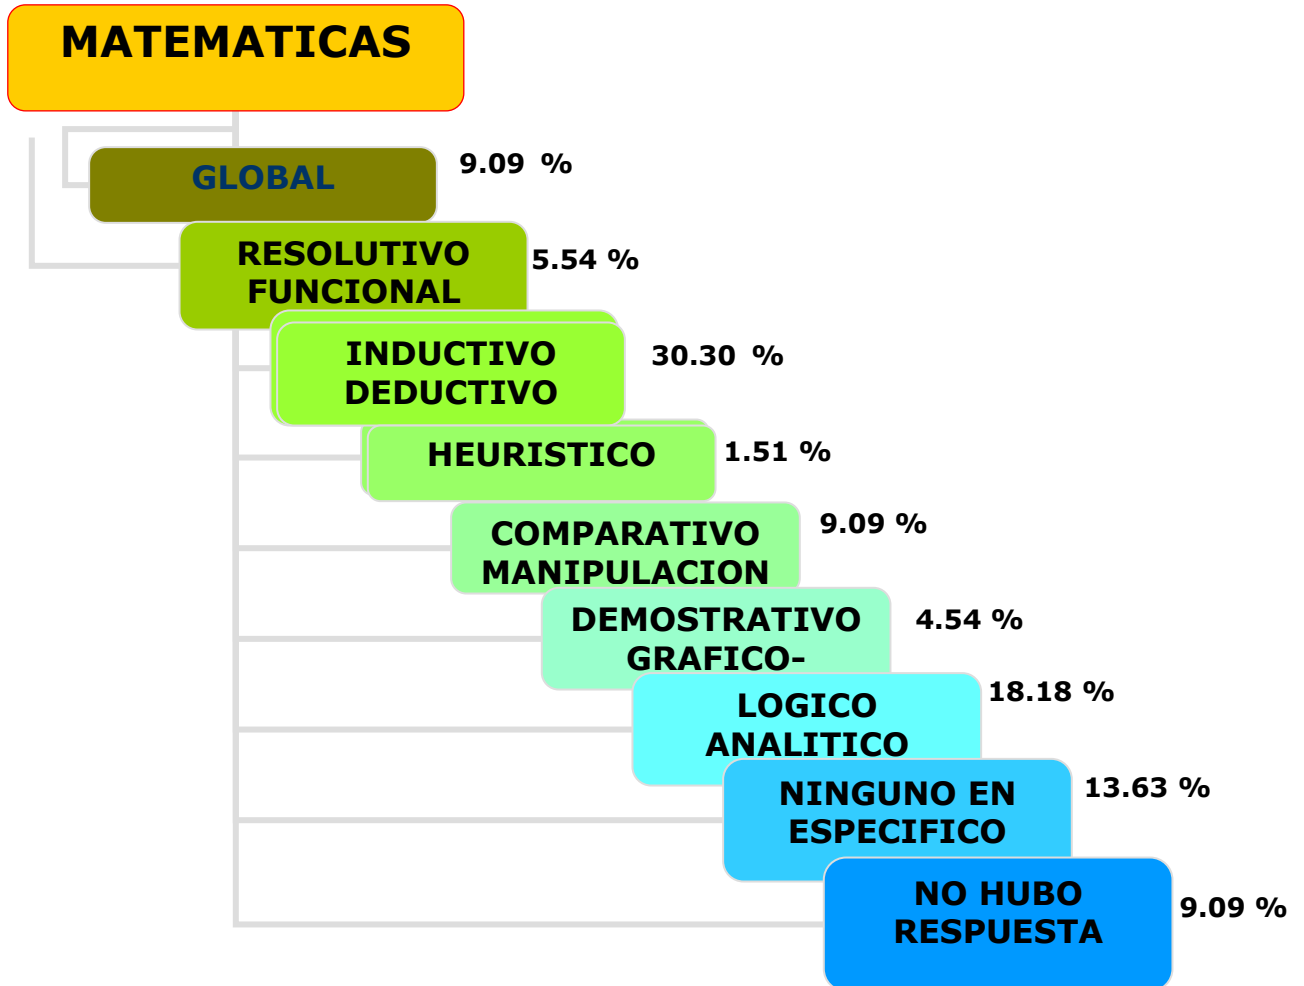 MATEMATICAS
GLOBAL
9.09 %
RESOLUTIVO
FUNCIONAL
5.54 %
INDUCTIVO
DEDUCTIVO
30.30 %
HEURISTICO
1.51 %
COMPARATIVO
MANIPULACION
9.09 %
DEMOSTRATIVO
GRAFICO-
4.54 %
LOGICO
ANALITICO
18.18 %
NINGUNO EN
ESPECIFICO
13.63 %
NO HUBO
RESPUESTA
9.09 %